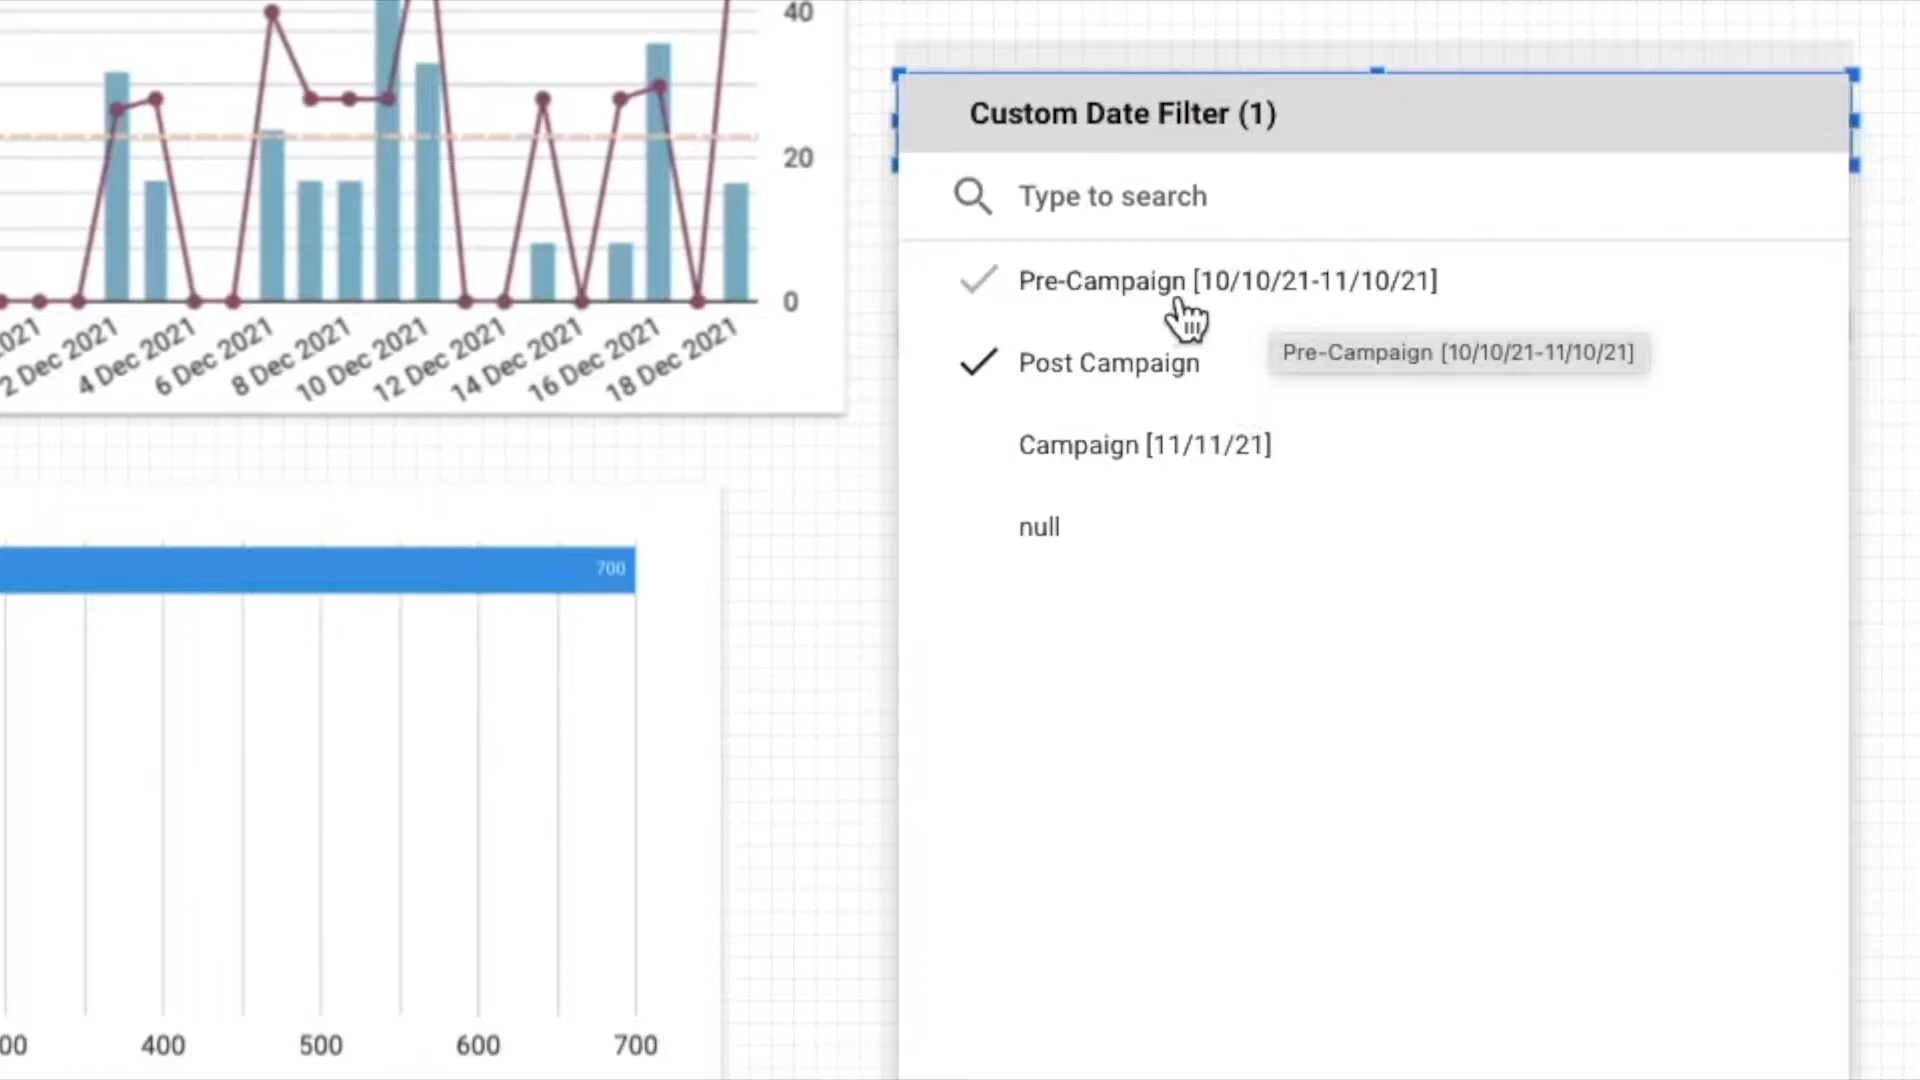 40
20
0
2021
2 Dec 2021
4 Dec 2021
6 Dec 2021
8 Dec 2021
10 Dec 2021
12 Dec 2021
14 Dec 2021
16 Dec 2021
18 Dec 2021
Custom Date Filter (1)
Type to search
Pre-Campaign [10/10/21-11/10/21]
Pre-Campaign [10/10/21-11/10/21]
Post Campaign
Campaign [11/11/21]
null
700
00
400
500
600
700